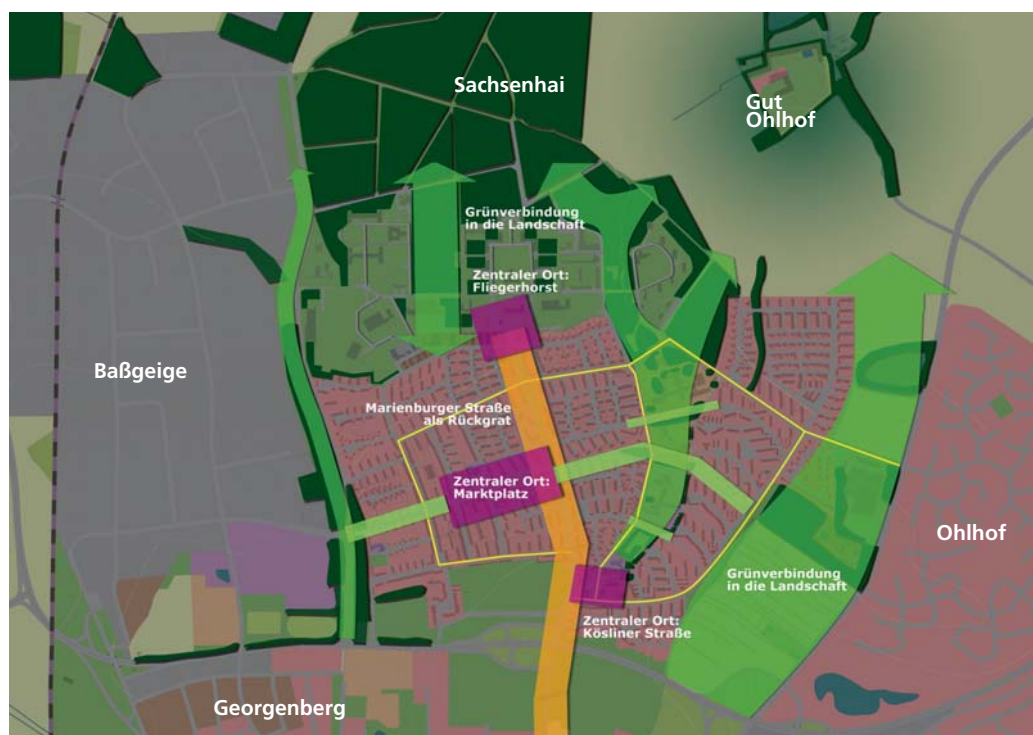 Sachsenhai
Gut
Ohlhof
Grünverbindung
in die Landschaft
Zentraler Ort:
Fliegerhorst
Baßgeige
Marienburger Straße
als Rückgrat
Zentraler Ort:
Marktplatz
Ohlhof
Grünverbindung
in die Landschaft
Zentraler Ort:
Kösliner Straße
Georgenberg